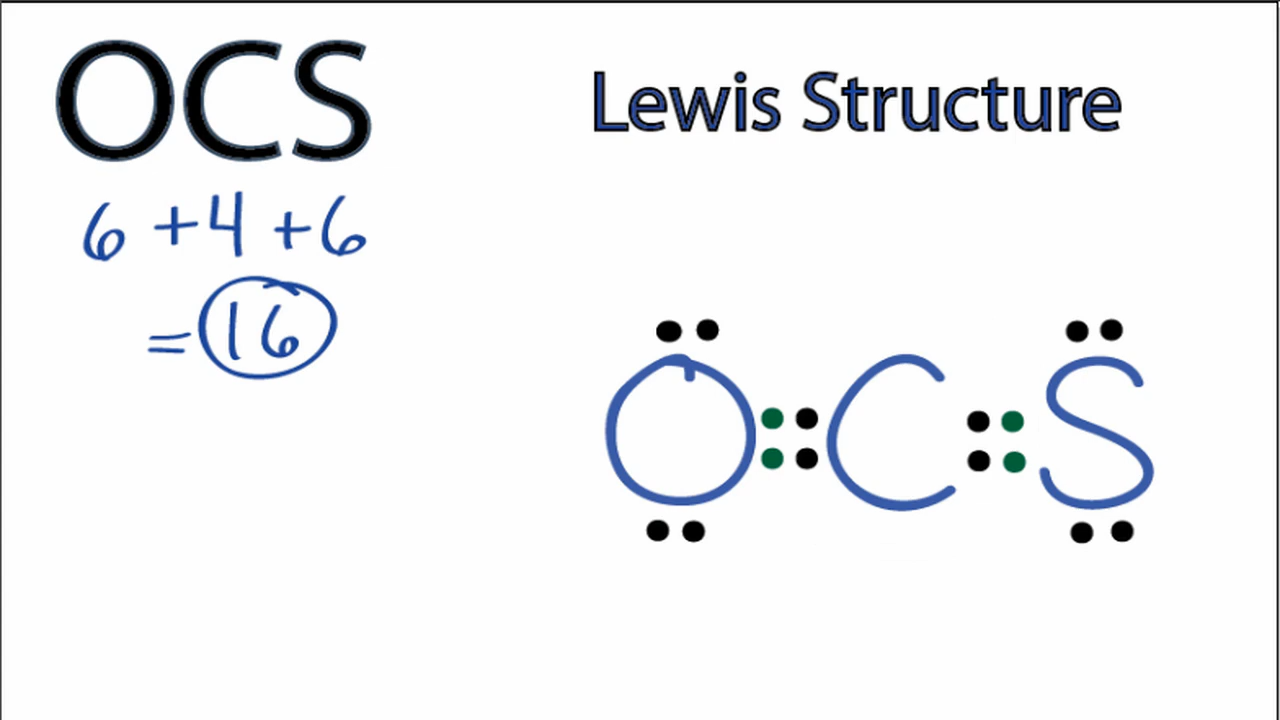 OCS
Lewis Structure
6 + 4 + 6
= 16
O C S